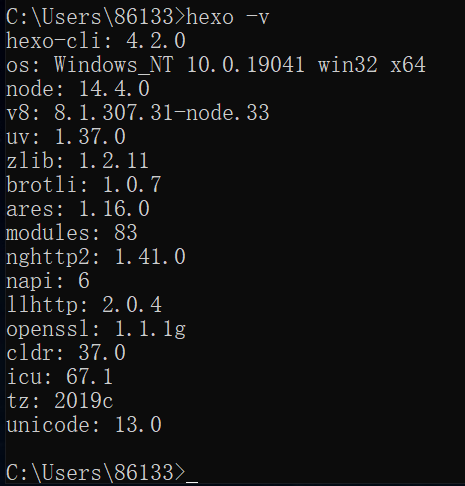 C:\Users\86133>hexo -v
hexo-cli: 4.2.0
os: Windows_NT 10.0.19041 win32 x64
node: 14.4.0
v8: 8.1.307.31-node.33
uv: 1.37.0
zlib: 1.2.11
brotli: 1.0.7
ares: 1.16.0
modules: 83
nghttp2: 1.41.0
napi: 6
llhttp: 2.0.4
openssl: 1.1.1g
cldr: 37.0
icu: 67.1
tz: 2019c
unicode: 13.0
C:\Users\86133>_